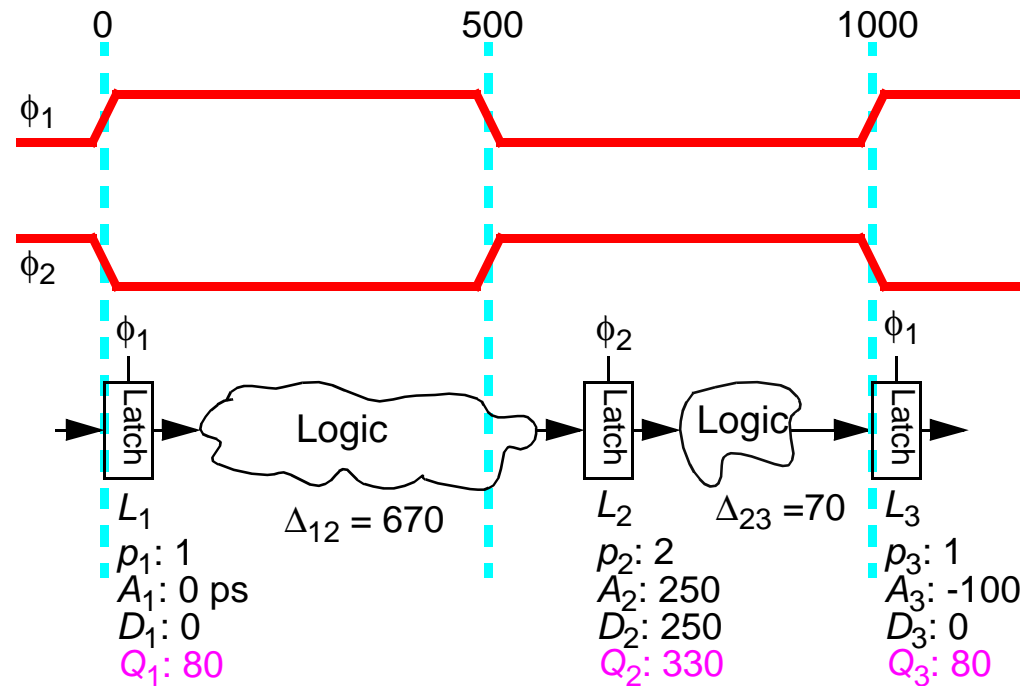 0 500 1000
ϕ1
ϕ2
ϕ1 ϕ2 ϕ1
Latch Logic Latch Logic Latch
L1 Δ12 = 670 L2 Δ23 =70 L3
p1: 1 p2: 2 p3: 1
A1: 0 ps A2: 250 A3: -100
D1: 0 D2: 250 D3: 0
Q1: 80 Q2: 330 Q3: 80